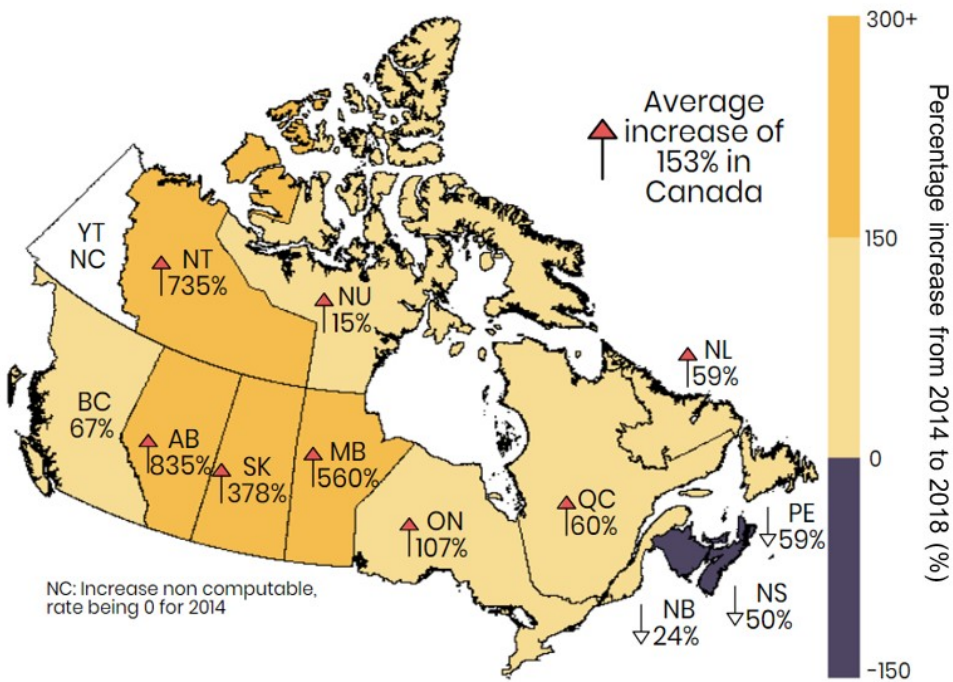 300+
Average
increase of
153% in
Canada
YT
NC
NT
735%
150
NU
15%
NL
59%
BC
67%
AB
835%
SK
378%
MB
560%
0
ON
107%
QC
60%
PE
59%
NC: Increase non computable,
rate being 0 for 2014
NB
24%
NS
50%
-150
Percentage increase from 2014 to 2018 (%)